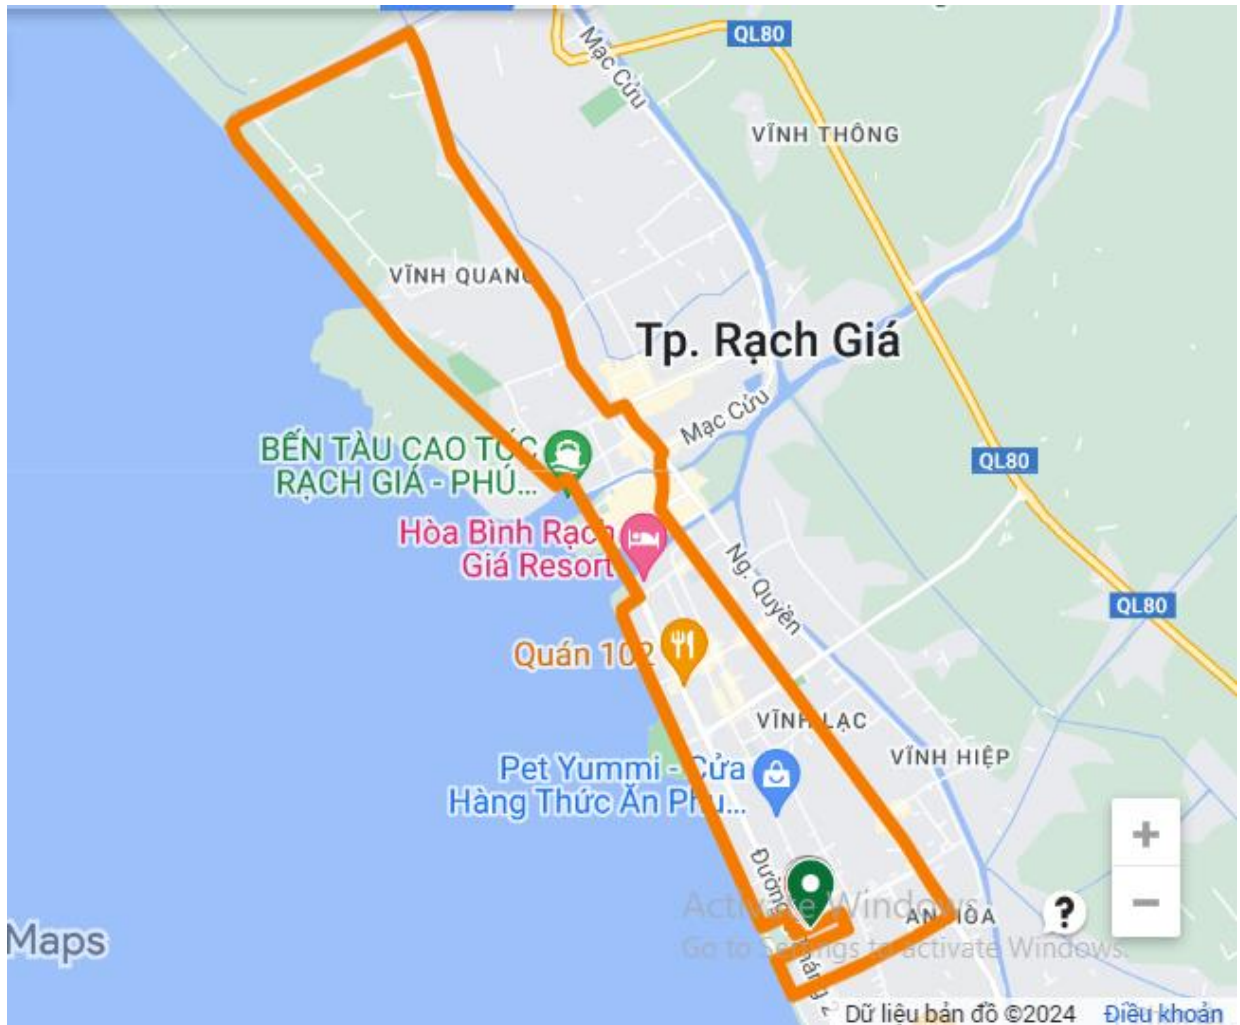 Mạc Cửu
QL80
VĨNH THÔNG
VĨNH QUANG
Tp. Rạch Giá
Mạc Cửu
BẾN TÀU CAO TỐC
RẠCH GIÁ - PHÚ...
QL80
Hòa Bình Rạch
Giá Resort
Ng. Quyền
QL80
Quán 102
VĨNH LẠC
VĨNH HIỆP
Pet Yummi - Cửa
Hàng Thức Ăn Phụ...
+
Đường
Activate Windows
AN HÒA
?
−
Maps
Go to Settings to activate Windows.
Dữ liệu bản đồ ©2024 Điều khoản